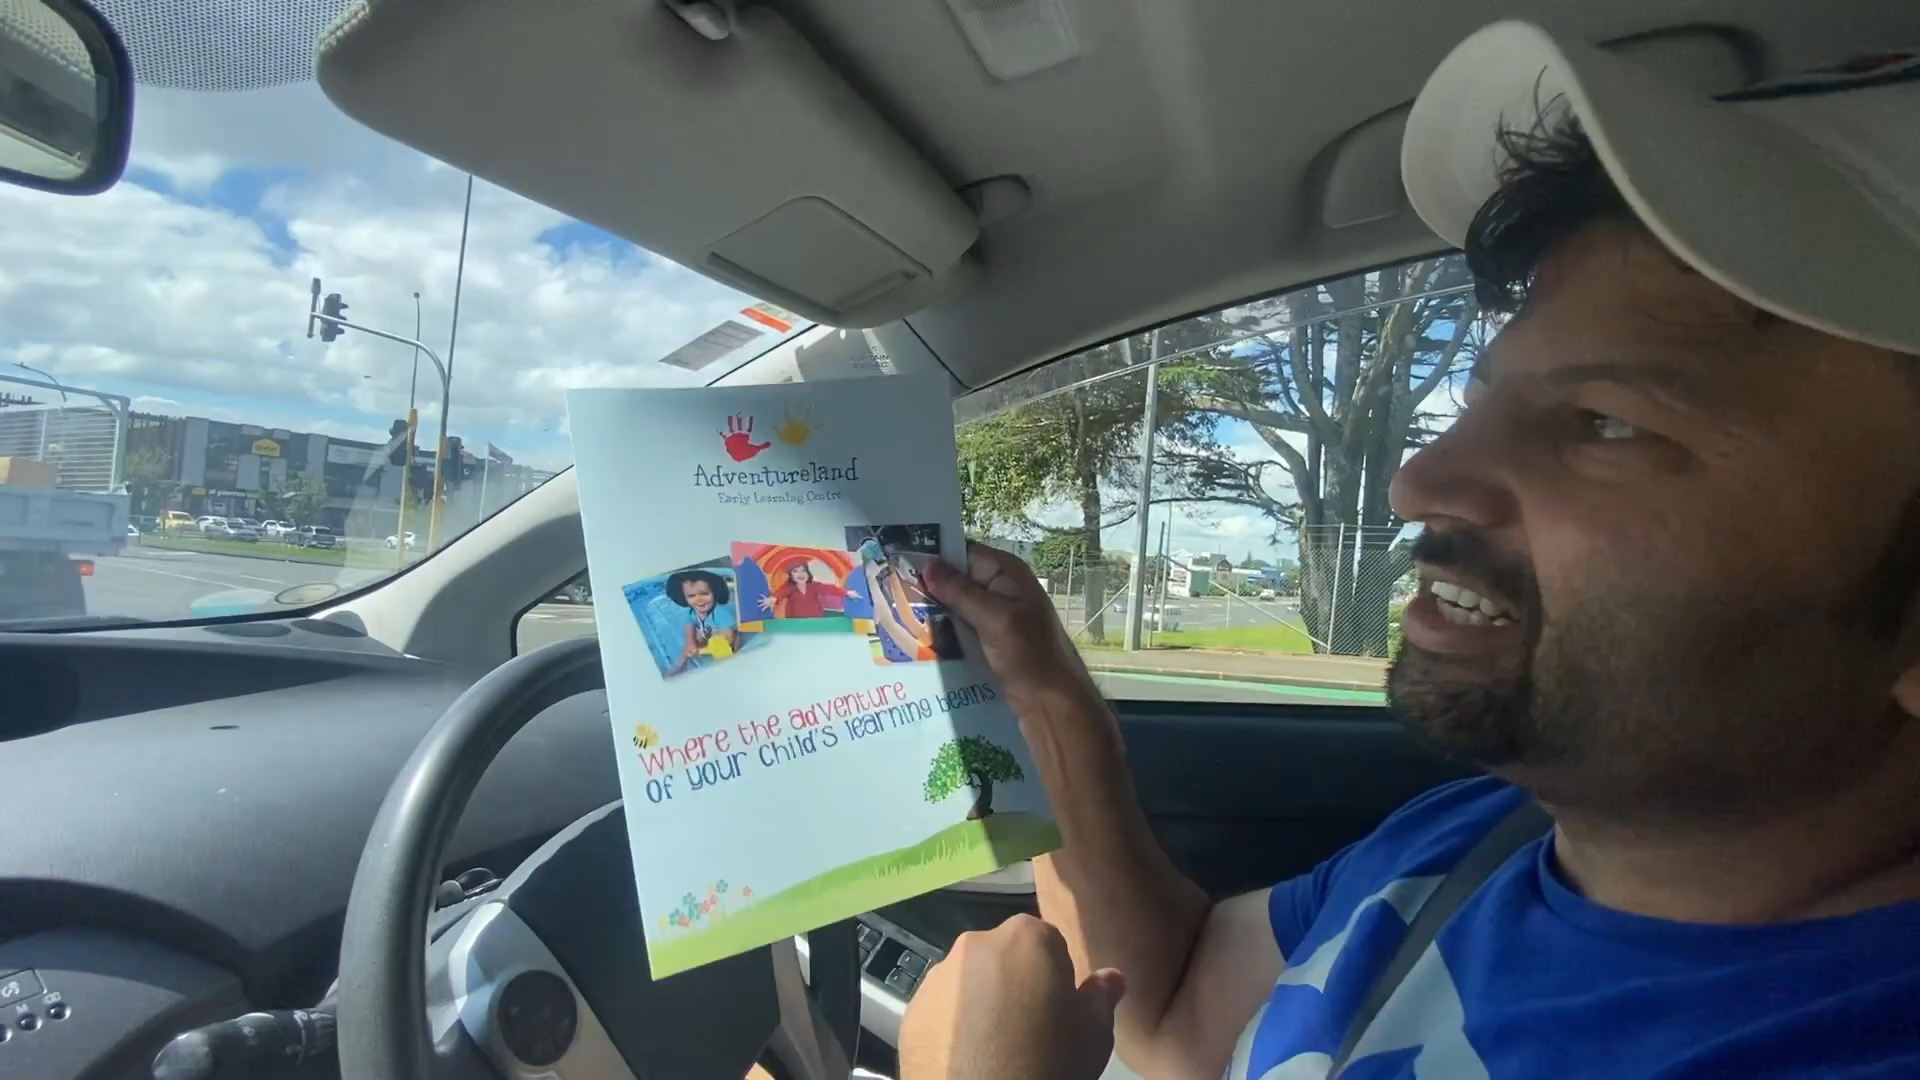 Adventureland
Early Learning Centre
Where the adventure
of your child's learning begins